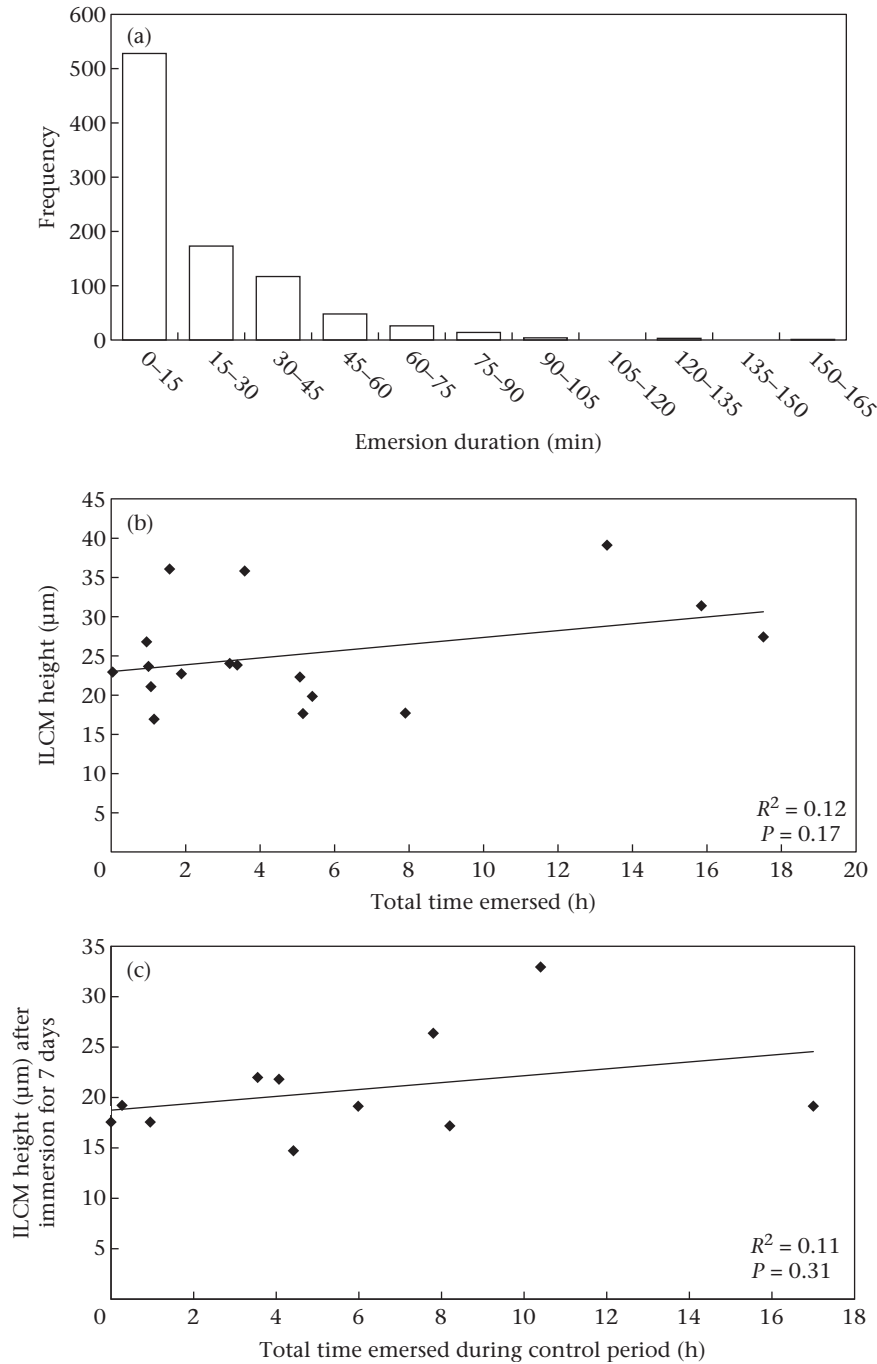 (a)
600
500
400
300
200
100
0
Frequency
0–15
15–30
30–45
45–60
60–75
75–90
90–105
105–120
120–135
135–150
150–165
Emersion duration (min)
(b)
45
40
35
30
25
20
15
10
5
ILCM height (µm)
R² = 0.12
P = 0.17
0 2 4 6 8 10 12 14 16 18 20
Total time emersed (h)
(c)
35
30
25
20
15
10
5
ILCM height (µm) after
immersion for 7 days
R² = 0.11
P = 0.31
0 2 4 6 8 10 12 14 16 18
Total time emersed during control period (h)